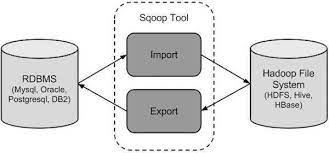 Sqoop Tool
Import
RDBMS
(Mysql, Oracle,
Postgresql, DB2)
Hadoop File
System
(HDFS, Hive,
HBase)
Export